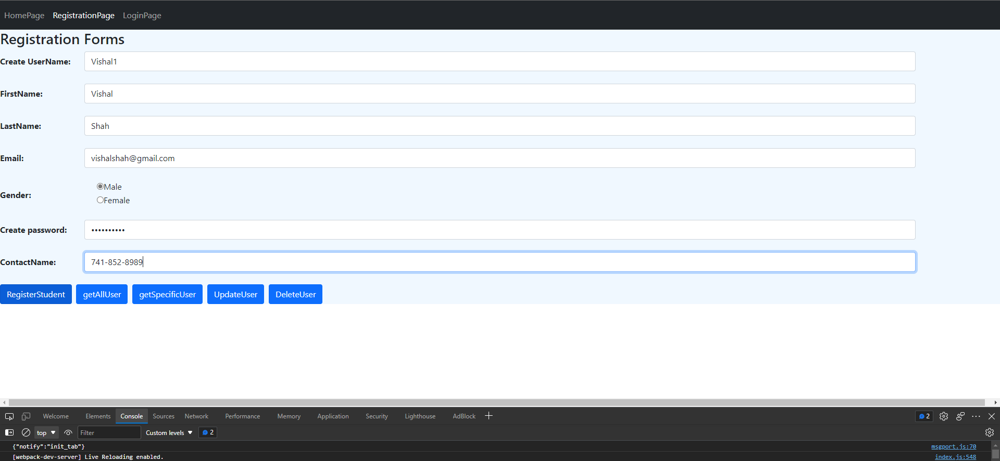 HomePage RegistrationPage LoginPage
Registration Forms
Create UserName: Vishal1
FirstName: Vishal
LastName: Shah
Email: vishalshah@gmail.com
Gender: Male
Female
Create password: ••••••••••
ContactName: 741-852-8989
RegisterStudent getAllUser getSpecificUser UpdateUser DeleteUser
Welcome Elements Console Sources Network Performance Memory Application Security Lighthouse AdBlock 2
top Filter Custom levels 2
{"notify":"init_tab"} msgport.js:70
[webpack-dev-server] Live Reloading enabled. index.js:548